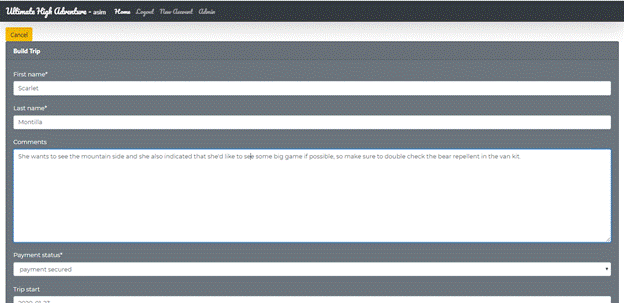 Ultimate High Adventure - asim Home Logout New Account Admin
Cancel
Build Trip
First name*
Scarlet
Last name*
Montilla
Comments
She wants to see the mountain side and she also indicated that she'd like to see some big game if possible, so make sure to double check the bear repellent in the van kit.
Payment status*
payment secured
Trip start